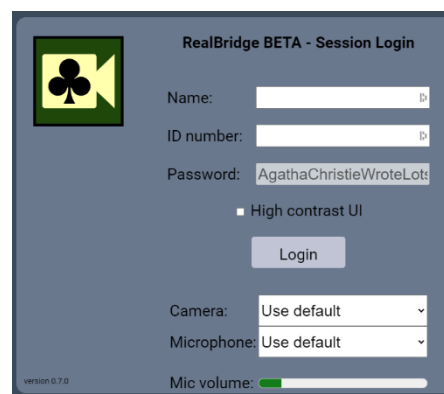 RealBridge BETA - Session Login
Name:
ID number:
Password: AgathaChristieWroteLots
High contrast UI
Login
Camera: Use default
Microphone: Use default
version 0.7.0
Mic volume: